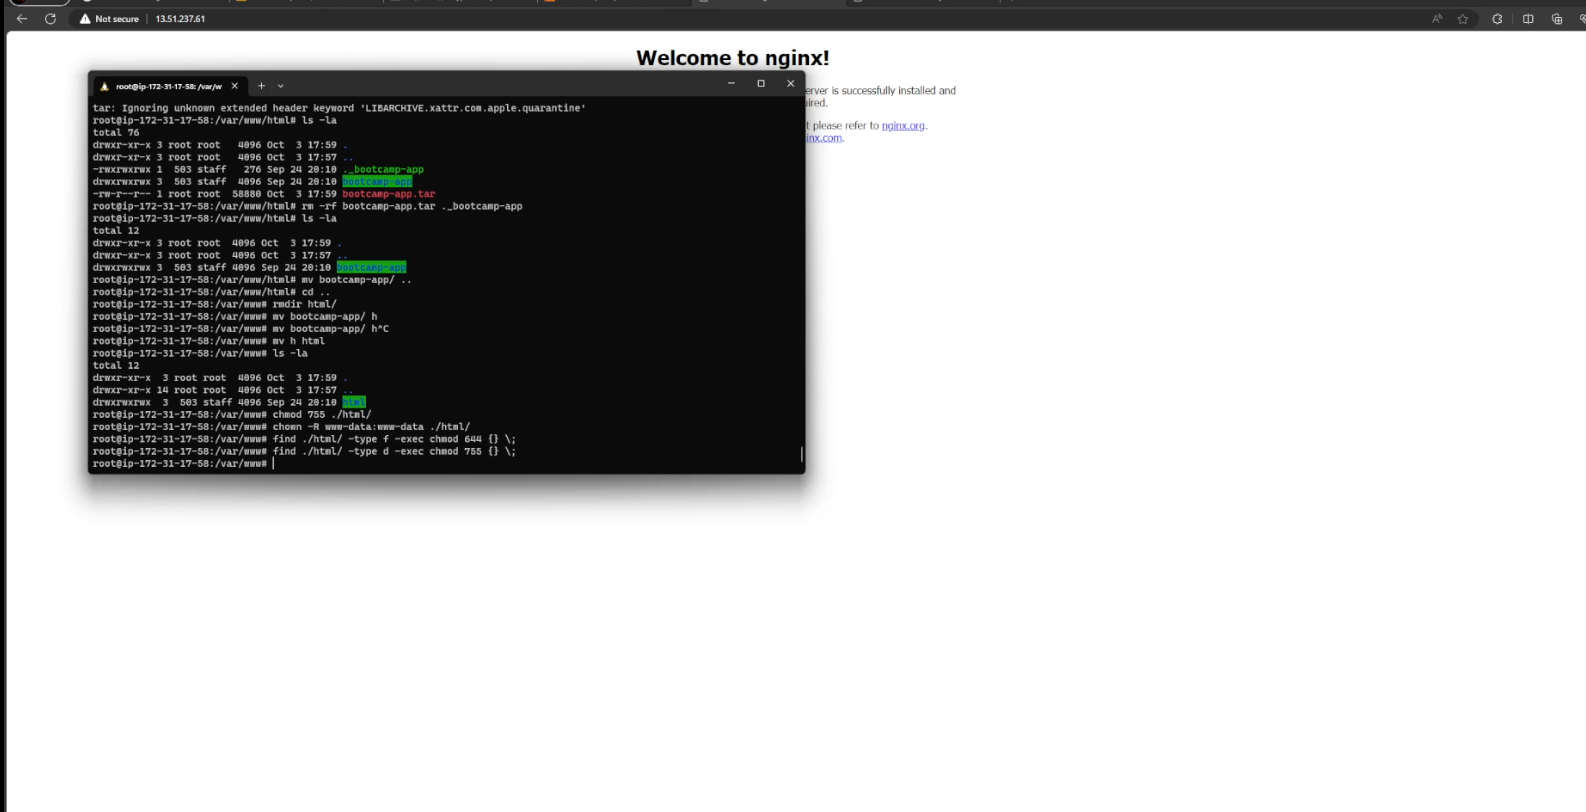 Not secure 13.51.237.61
Welcome to nginx!
erver is successfully installed and
uired.
t please refer to nginx.org.
inx.com.
root@ip-172-31-17-58: /var/w
tar: Ignoring unknown extended header keyword 'LIBARCHIVE.xattr.com.apple.quarantine'
root@ip-172-31-17-58:/var/www/html# ls -la
total 76
drwxr-xr-x 3 root root 4096 Oct 3 17:59 .
drwxr-xr-x 3 root root 4096 Oct 3 17:57 ..
-rwxrwxrwx 1 503 staff 276 Sep 24 20:10 ._bootcamp-app
drwxrwxrwx 3 503 staff 4096 Sep 24 20:10 bootcamp-app
-rw-r--r-- 1 root root 58880 Oct 3 17:59 bootcamp-app.tar
root@ip-172-31-17-58:/var/www/html# rm -rf bootcamp-app.tar ._bootcamp-app
root@ip-172-31-17-58:/var/www/html# ls -la
total 12
drwxr-xr-x 3 root root 4096 Oct 3 17:59 .
drwxr-xr-x 3 root root 4096 Oct 3 17:57 ..
drwxrwxrwx 3 503 staff 4096 Sep 24 20:10 bootcamp-app
root@ip-172-31-17-58:/var/www/html# mv bootcamp-app/ ..
root@ip-172-31-17-58:/var/www/html# cd ..
root@ip-172-31-17-58:/var/www# rmdir html/
root@ip-172-31-17-58:/var/www# mv bootcamp-app/ h
root@ip-172-31-17-58:/var/www# mv bootcamp-app/ h^C
root@ip-172-31-17-58:/var/www# mv h html
root@ip-172-31-17-58:/var/www# ls -la
total 12
drwxr-xr-x 3 root root 4096 Oct 3 17:59 .
drwxr-xr-x 14 root root 4096 Oct 3 17:57 ..
drwxrwxrwx 3 503 staff 4096 Sep 24 20:10 html
root@ip-172-31-17-58:/var/www# chmod 755 ./html/
root@ip-172-31-17-58:/var/www# chown -R www-data:www-data ./html/
root@ip-172-31-17-58:/var/www# find ./html/ -type f -exec chmod 644 {} \;
root@ip-172-31-17-58:/var/www# find ./html/ -type d -exec chmod 755 {} \;
root@ip-172-31-17-58:/var/www#